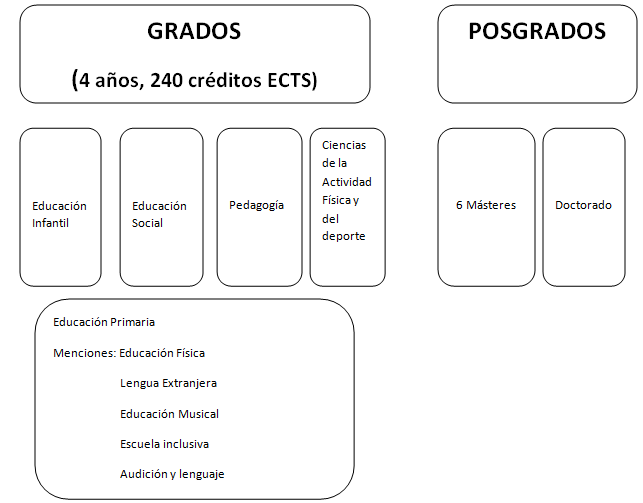 GRADOS
(4 años, 240 créditos ECTS)
POSGRADOS
Educación
Infantil
Educación
Social
Pedagogía
Ciencias
de la
Actividad
Física y
del
deporte
6 Másteres
Doctorado
Educación Primaria
Menciones: Educación Física
Lengua Extranjera
Educación Musical
Escuela inclusiva
Audición y lenguaje